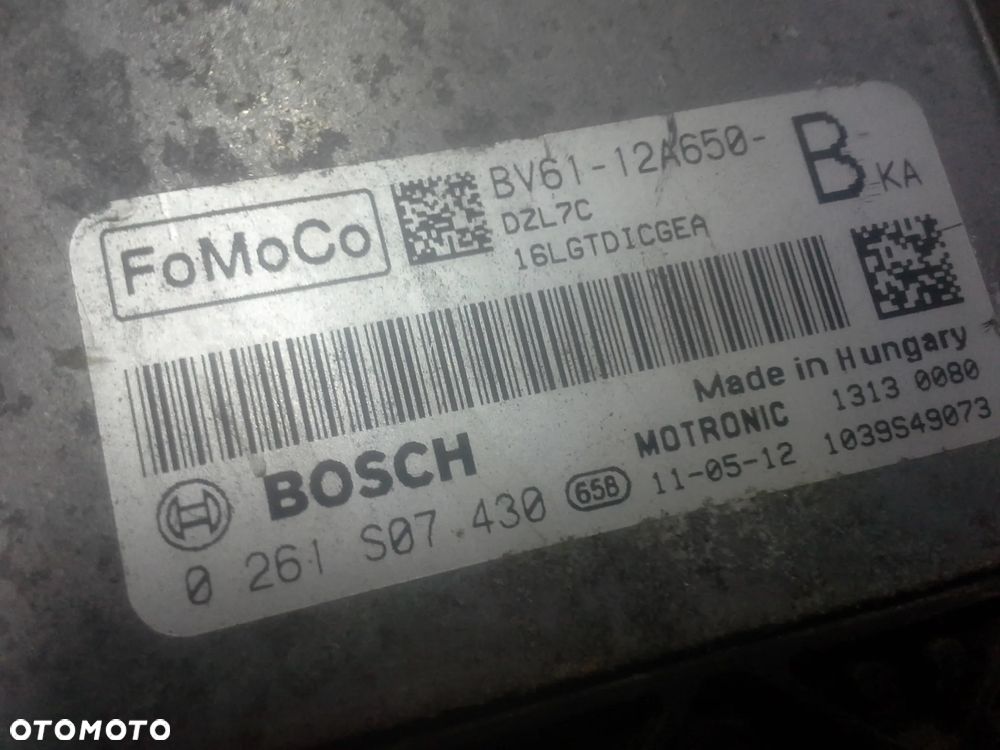 FoMoCo
BV61-12A650- B KA
DZL7C
16LGTDICGEA
Made in Hungary
BOSCH MOTRONIC 1313 0080
0 261 S07 430 658 11-05-12 1039S49073
OTOMOTO